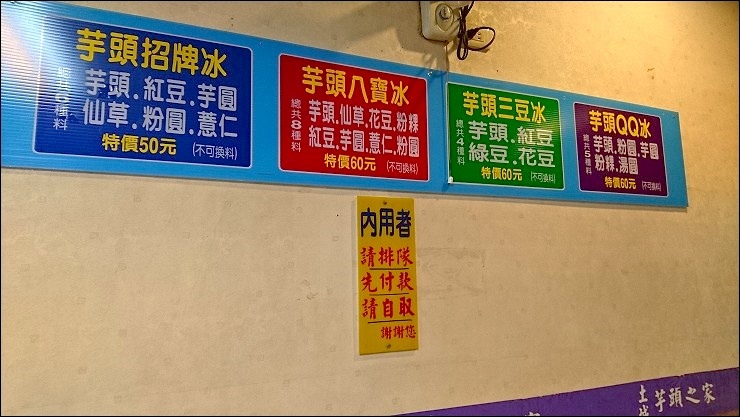 芋頭招牌冰
芋頭.紅豆.芋圓
仙草.粉圓.薏仁
特價50元 (不可換料)
芋頭八寶冰
總共8種料
芋頭.仙草.花豆.粉粿
紅豆.芋圓.薏仁.粉圓
特價60元 (不可換料)
芋頭三豆冰
總共4種料
芋頭.紅豆
綠豆.花豆
特價60元 (不可換料)
芋頭QQ冰
總共5種料
芋頭.粉圓.芋圓
粉粿.湯圓
特價60元 (不可換料)
內用者
請排隊
先付款
請自取
謝謝您
芋頭之家